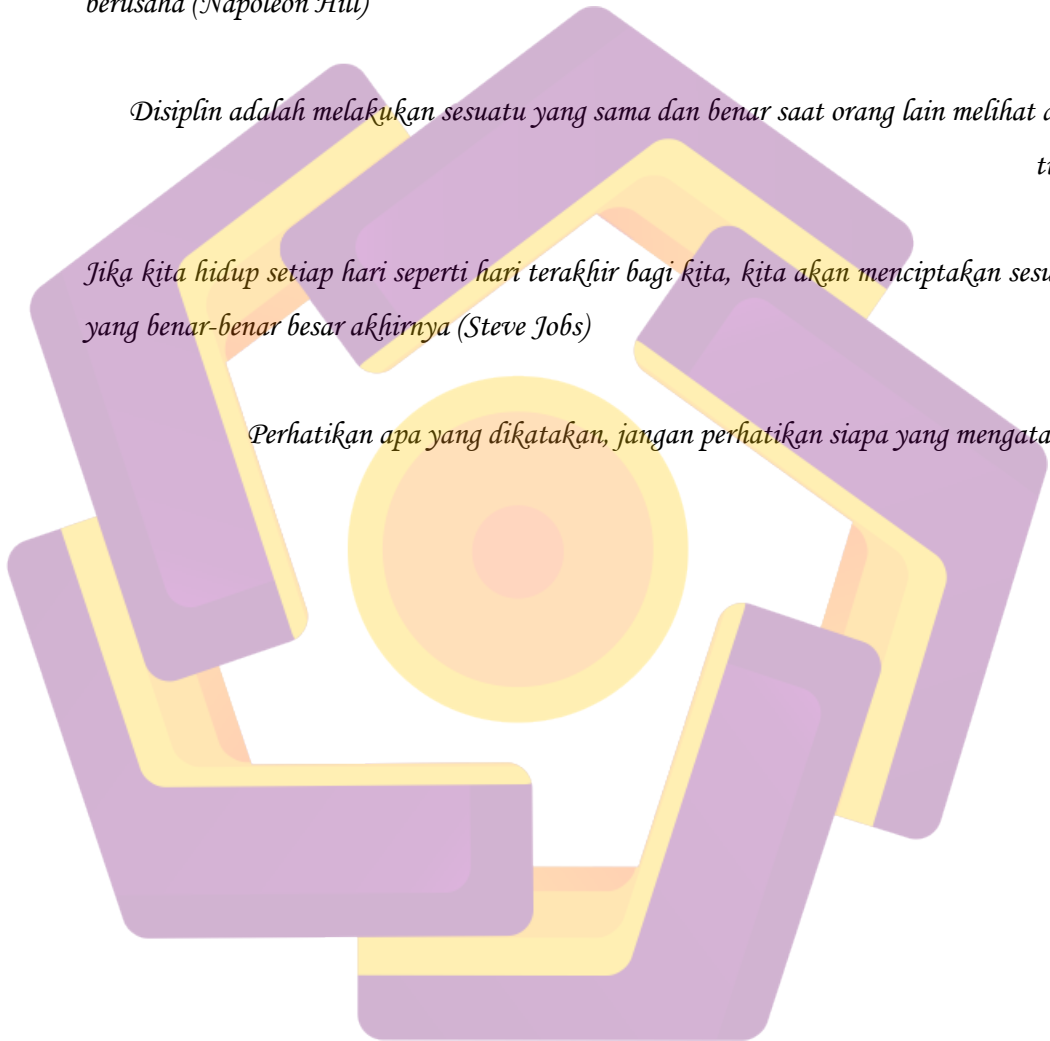 berusaha (Napoleon Hill)
Disiplin adalah melakukan sesuatu yang sama dan benar saat orang lain melihat
Jika kita hidup setiap hari seperti hari terakhir bagi kita, kita akan menciptakan
yang benar-benar besar akhirnya (Steve Jobs)
Perhatikan apa yang dikatakan, jangan perhatikan siapa yang